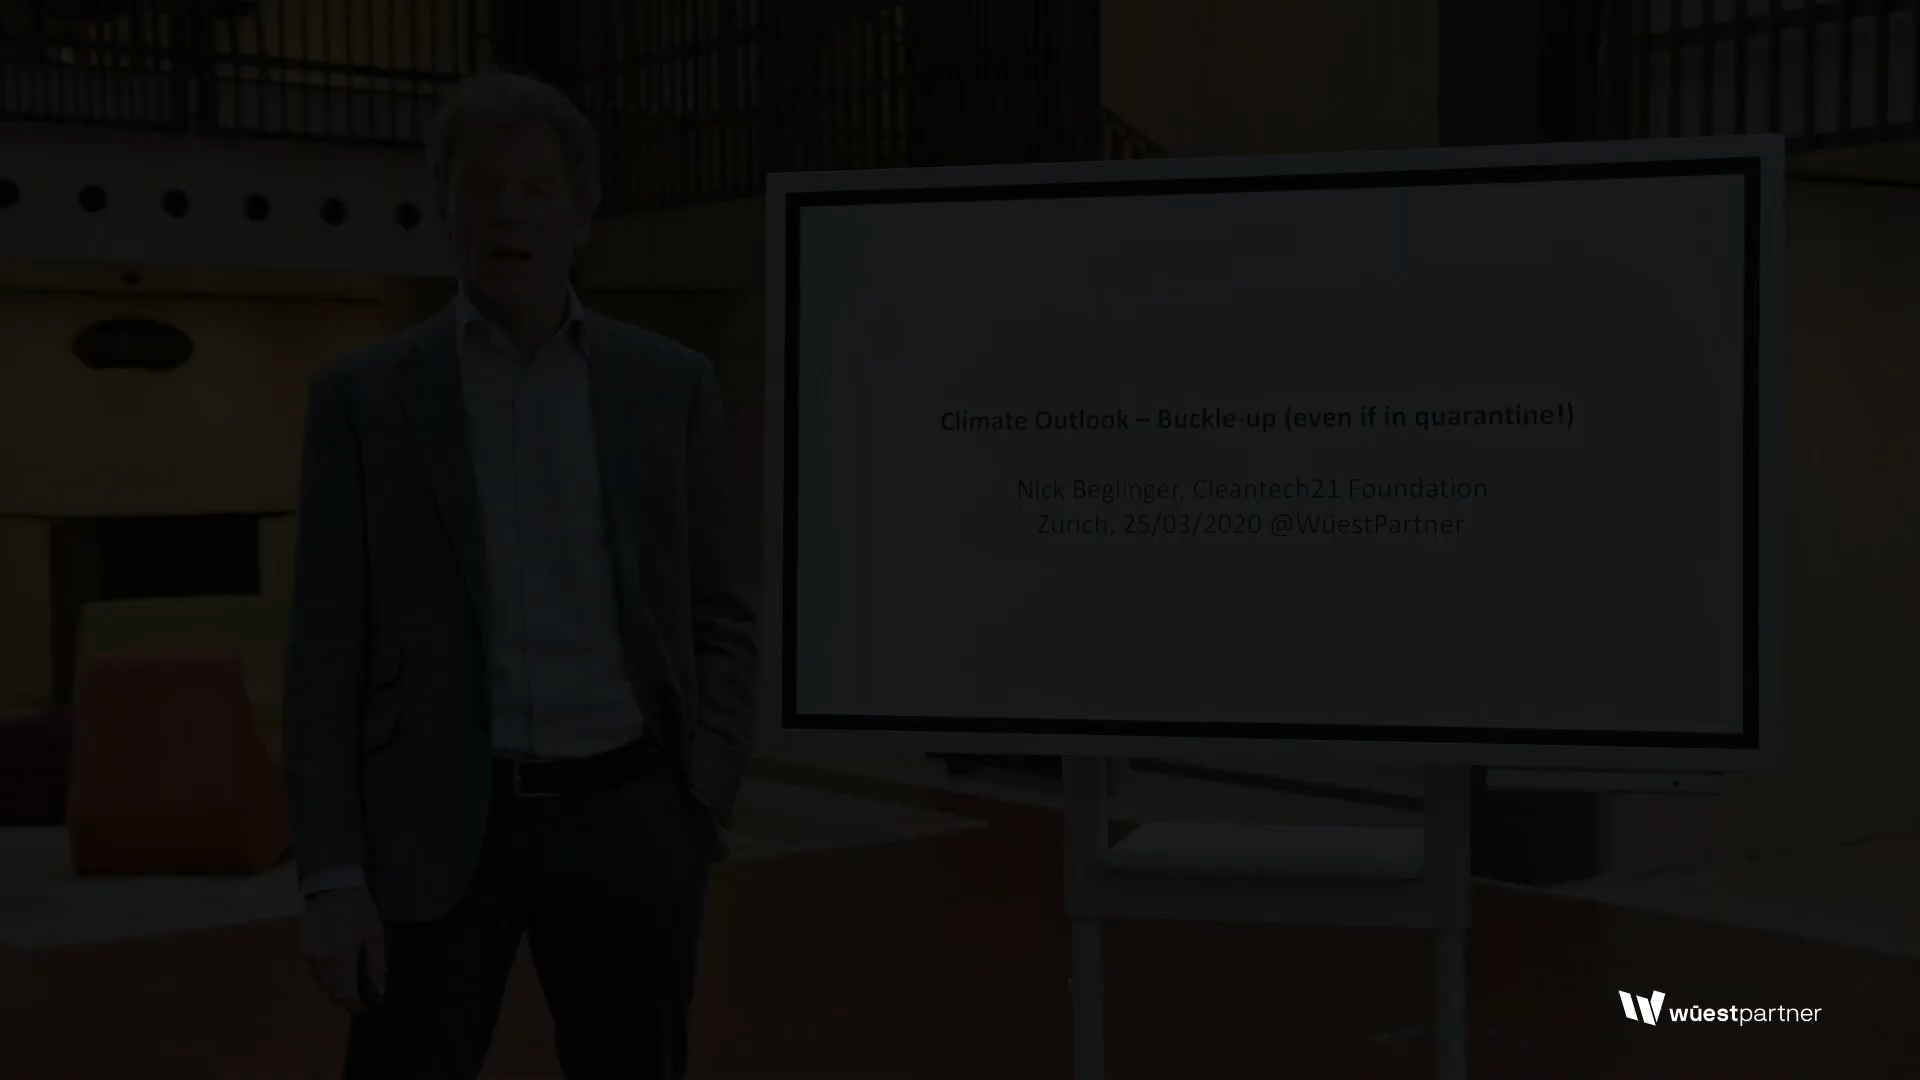 Climate Outlook – Buckle-up (even if in quarantine!)
Nick Beglinger, Cleantech21 Foundation
Zurich, 25/03/2020 @WüestPartner
wüestpartner